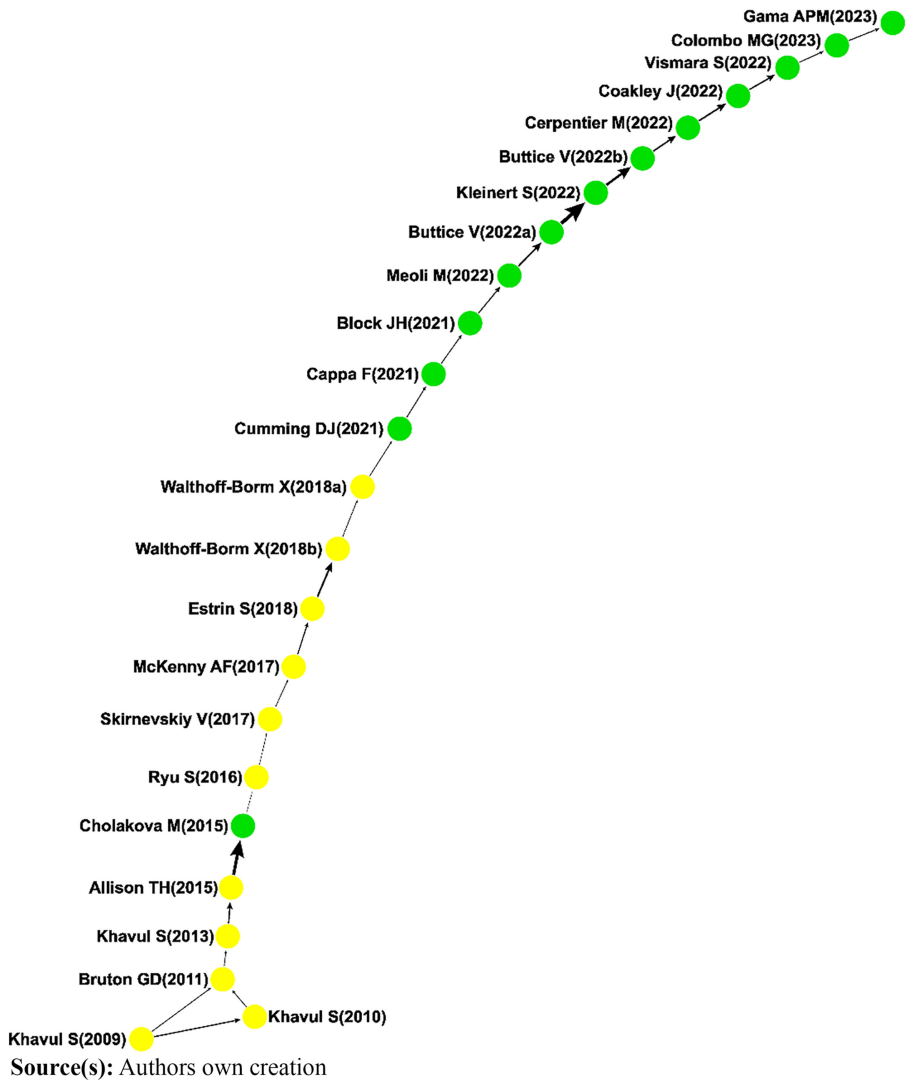 Gama APM(2023)
Colombo MG(2023)
Vismara S(2022)
Coakley J(2022)
Cerpentier M(2022)
Buttice V(2022b)
Kleinert S(2022)
Buttice V(2022a)
Meoli M(2022)
Block JH(2021)
Cappa F(2021)
Cumming DJ(2021)
Walthoff-Borm X(2018a)
Walthoff-Borm X(2018b)
Estrin S(2018)
McKenny AF(2017)
Skirnevskiy V(2017)
Ryu S(2016)
Cholakova M(2015)
Allison TH(2015)
Khavul S(2013)
Bruton GD(2011)
Khavul S(2010)
Khavul S(2009)
Source(s): Authors own creation